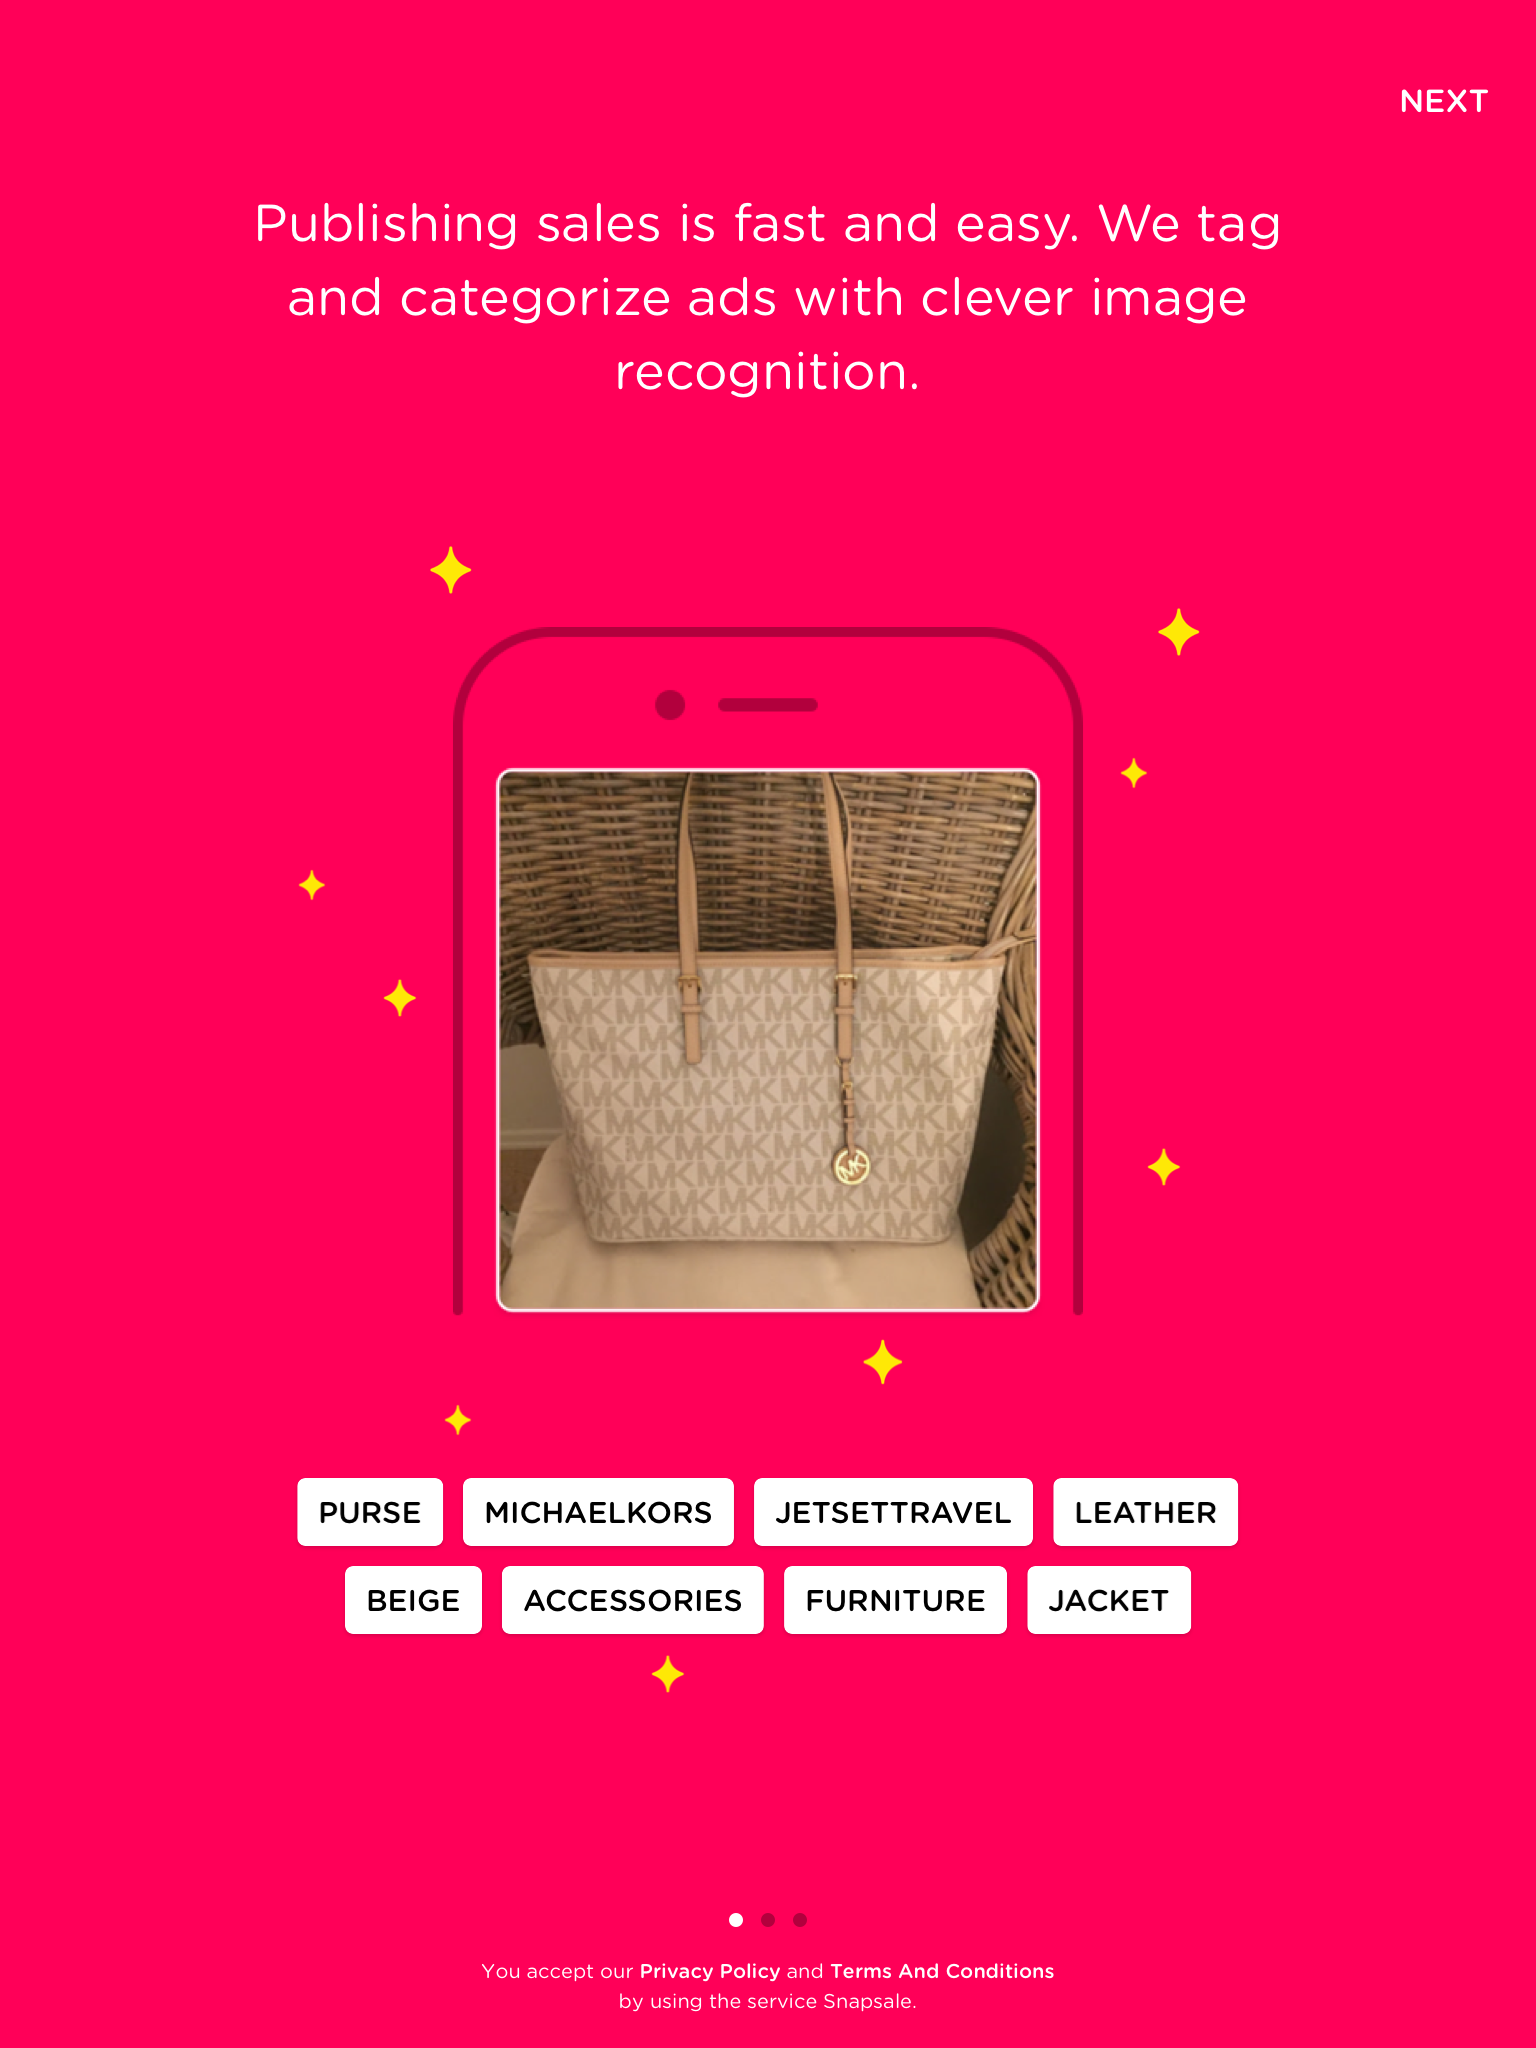 NEXT
Publishing sales is fast and easy. We tag
and categorize ads with clever image
recognition.
MK
PURSE MICHAELKORS JETSETTRAVEL LEATHER
BEIGE ACCESSORIES FURNITURE JACKET
You accept our Privacy Policy and Terms And Conditions
by using the service Snapsale.